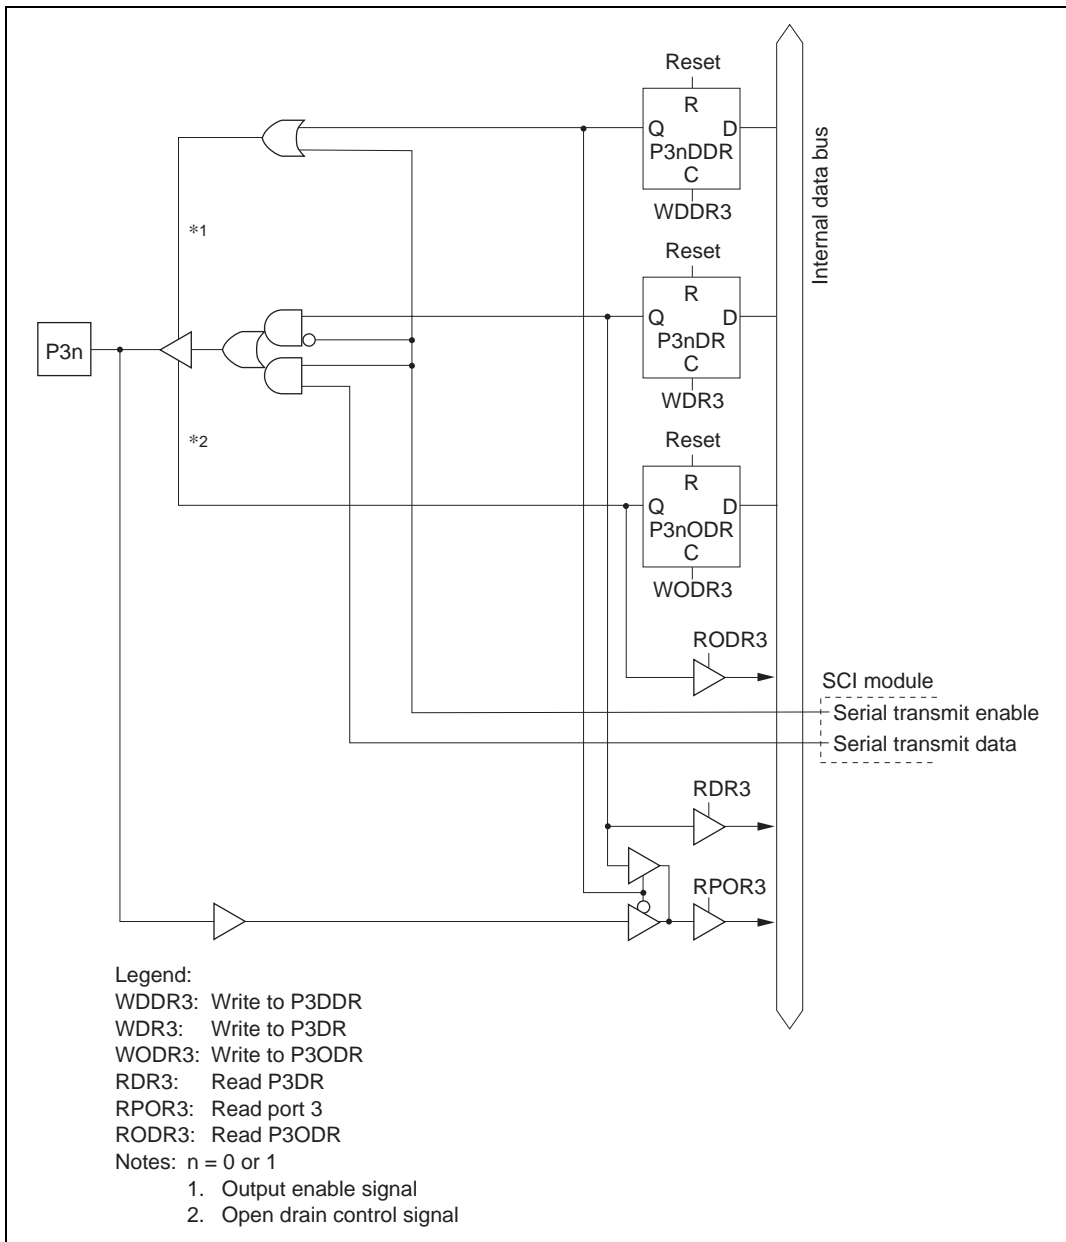 Reset
R
Q D
P3nDDR
C
WDDR3
Internal data bus
*1
Reset
R
Q D
P3nDR
C
WDR3
P3n
*2
Reset
R
Q D
P3nODR
C
WODR3
RODR3
SCI module
Serial transmit enable
Serial transmit data
RDR3
RPOR3
Legend:
WDDR3: Write to P3DDR
WDR3: Write to P3DR
WODR3: Write to P3ODR
RDR3: Read P3DR
RPOR3: Read port 3
RODR3: Read P3ODR
Notes: n = 0 or 1
1. Output enable signal
2. Open drain control signal